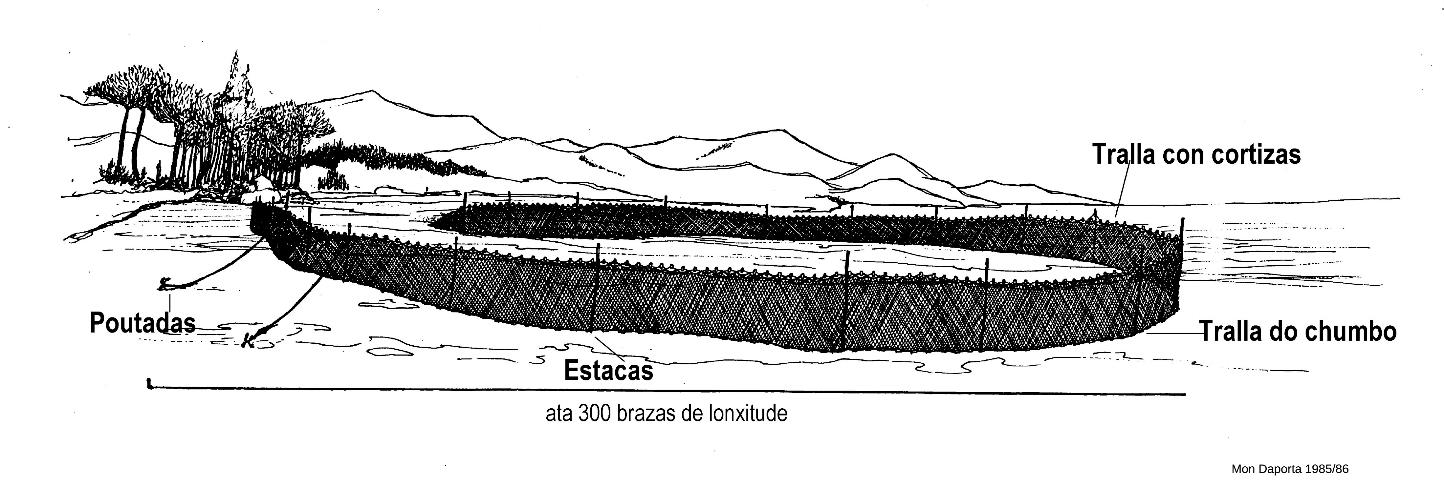 Tralla con cortizas
Poutadas
Tralla do chumbo
Estacas
ata 300 brazas de lonxitude
Mon Daporta 1985/86